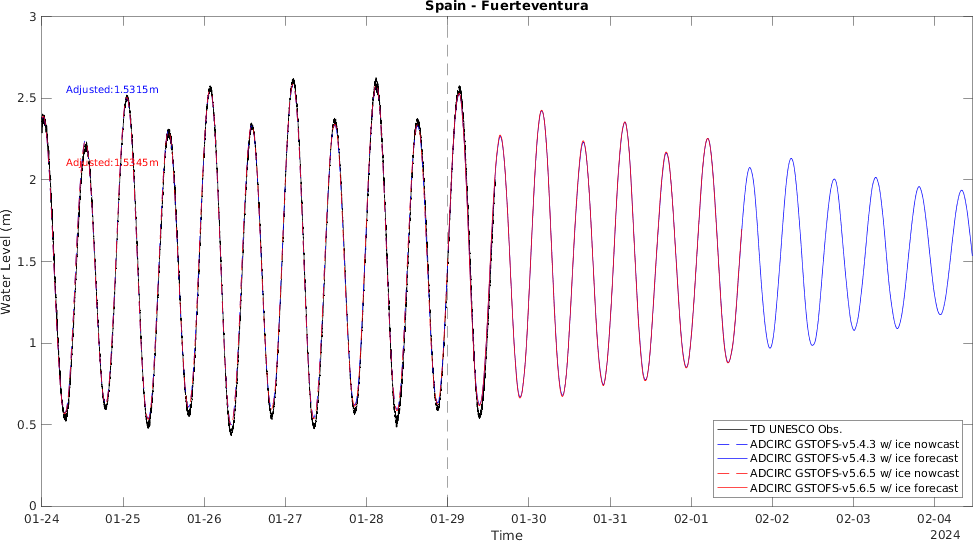 Spain - Fuerteventura
3
2.5
2
1.5
1
0.5
0
Water Level (m)
Adjusted:1.5315m
Adjusted:1.5345m
TD UNESCO Obs.
ADCIRC GSTOFS-v5.4.3 w/ ice nowcast
ADCIRC GSTOFS-v5.4.3 w/ ice forecast
ADCIRC GSTOFS-v5.6.5 w/ ice nowcast
ADCIRC GSTOFS-v5.6.5 w/ ice forecast
01-24 01-25 01-26 01-27 01-28 01-29 01-30 01-31 02-01 02-02 02-03 02-04
Time
2024